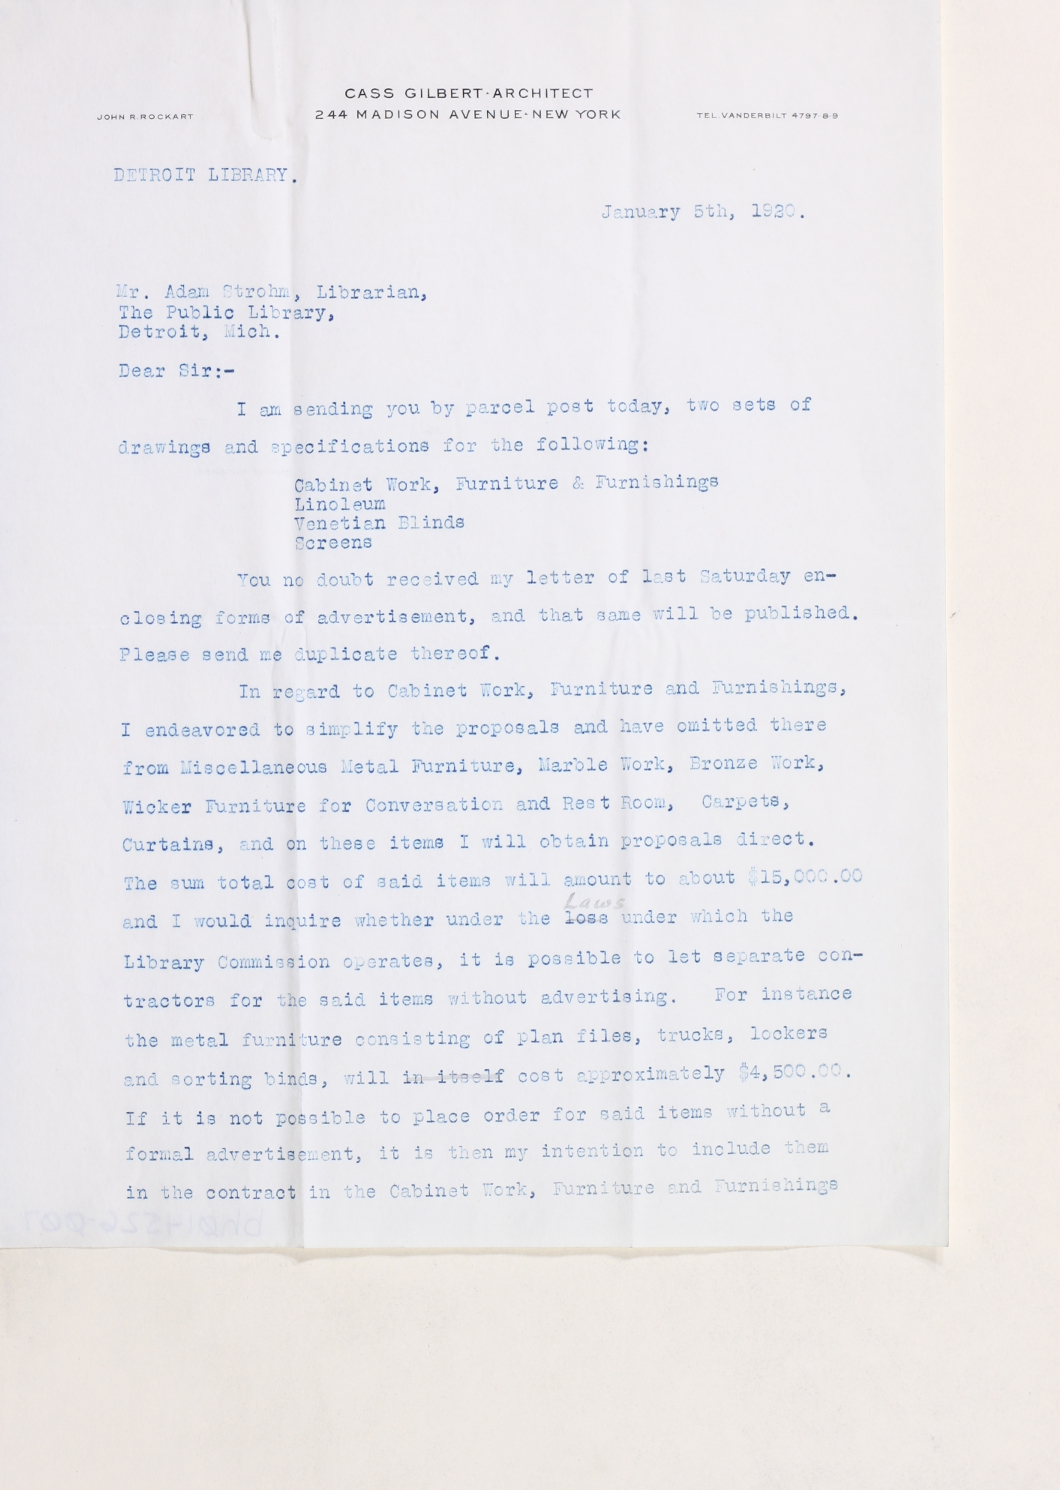 CASS GILBERT·ARCHITECT
JOHN R. ROCKART 244 MADISON AVENUE·NEW YORK TEL. VANDERBILT 4797-8-9
DETROIT LIBRARY.
January 5th, 1920.
Mr. Adam Strohm, Librarian,
The Public Library,
Detroit, Mich.
Dear Sir:-
I am sending you by parcel post today, two sets of
drawings and specifications for the following:
Cabinet Work, Furniture & Furnishings
Linoleum
Venetian Blinds
Screens
You no doubt received my letter of last Saturday en-
closing forms of advertisement, and that same will be published.
Please send me duplicate thereof.
In regard to Cabinet Work, Furniture and Furnishings,
I endeavored to simplify the proposals and have omitted there
from Miscellaneous Metal Furniture, Marble Work, Bronze Work,
Wicker Furniture for Conversation and Rest Room, Carpets,
Curtains, and on these items I will obtain proposals direct.
The sum total cost of said items will amount to about $15,000.00
Laws
and I would inquire whether under the loss under which the
Library Commission operates, it is possible to let separate con-
tractors for the said items without advertising. For instance
the metal furniture consisting of plan files, trucks, lockers
and sorting binds, will in itself cost approximately $4,500.00.
If it is not possible to place order for said items without a
formal advertisement, it is then my intention to include them
in the contract in the Cabinet Work, Furniture and Furnishings